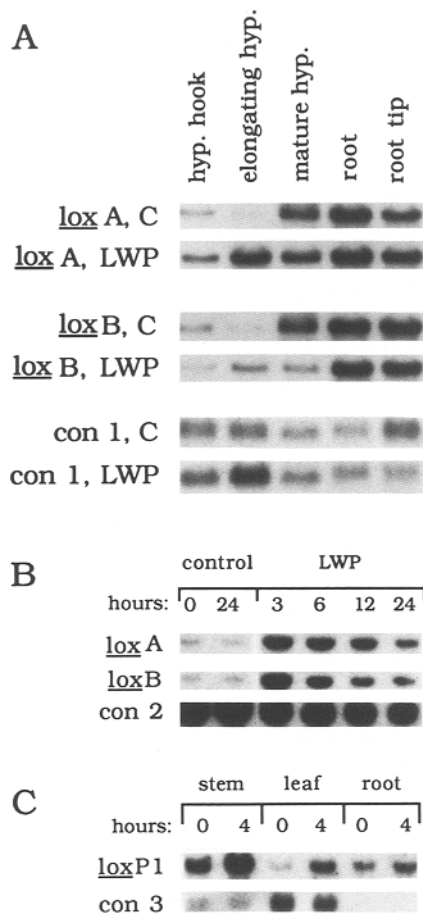 A
hyp. hook
elongating hyp.
mature hyp.
root
root tip
lox A, C
lox A, LWP
lox B, C
lox B, LWP
con 1, C
con 1, LWP
B
control LWP
hours: 0 24 3 6 12 24
lox A
lox B
con 2
C
stem leaf root
hours: 0 4 0 4 0 4
loxP1
con 3